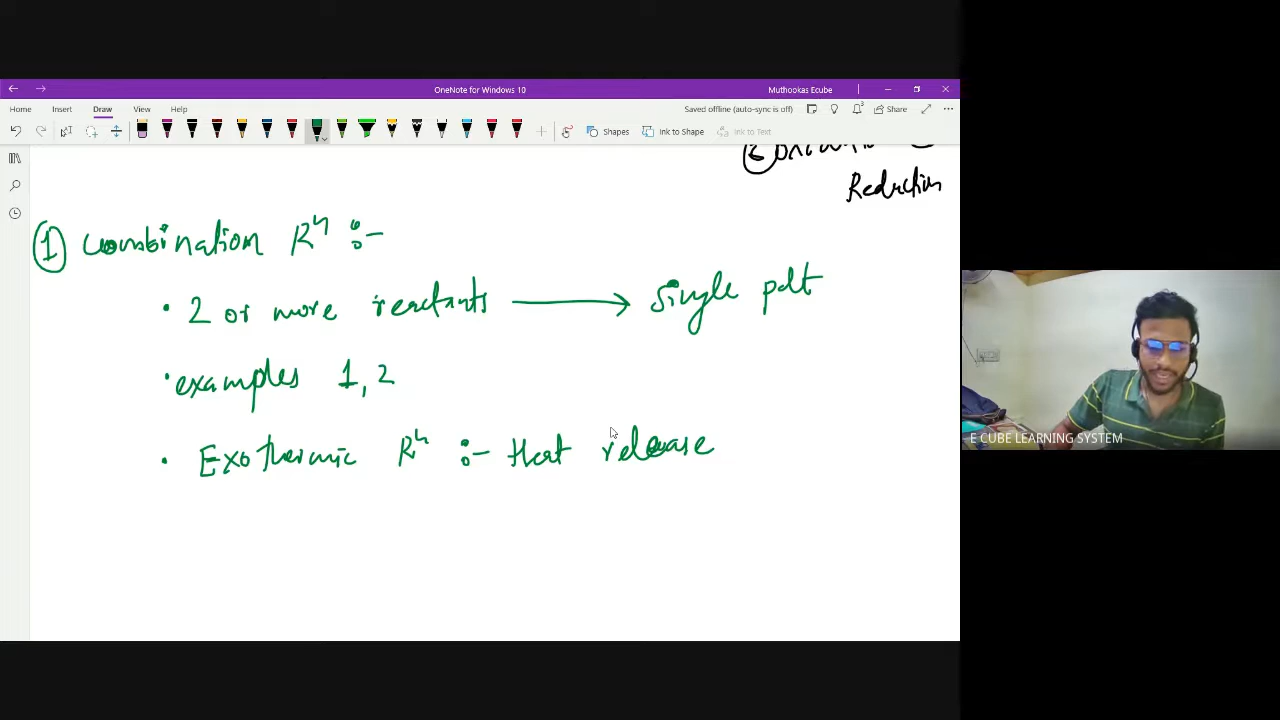 OneNote for Windows 10
Muthookas Ecube
Home Insert Draw View Help
Saved offline (auto-sync is off)
Share
Shapes
Ink to Shape
Ink to Text
Reduction
1 combination Rn :-
• 2 or more reactants → single pdt
• examples 1, 2
• Exothermic Rn :- Heat release
E CUBE LEARNING SYSTEM